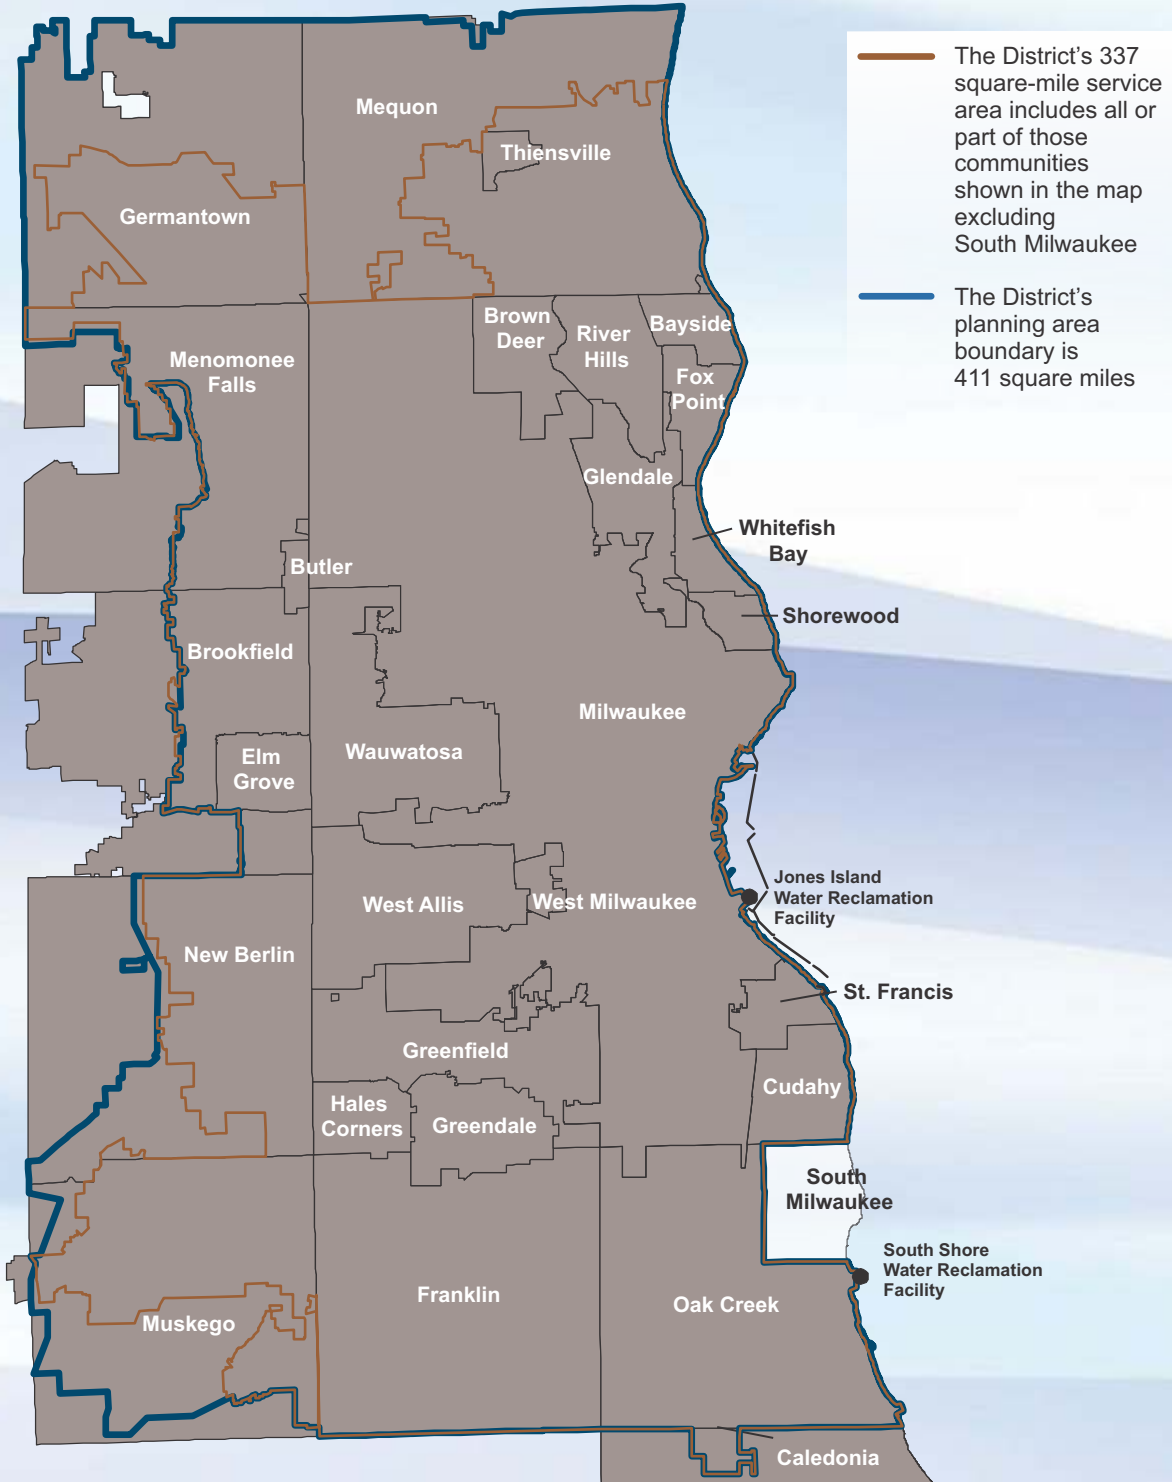 The District's 337
square-mile service
area includes all or
part of those
communities
shown in the map
excluding
South Milwaukee
The District's
planning area
boundary is
411 square miles
Mequon
Thiensville
Germantown
Brown
Deer
River
Hills
Bayside
Menomonee
Falls
Fox
Point
Glendale
Whitefish
Bay
Butler
Shorewood
Brookfield
Milwaukee
Elm
Grove
Wauwatosa
Jones Island
Water Reclamation
Facility
West Allis
West Milwaukee
New Berlin
St. Francis
Greenfield
Cudahy
Hales
Corners
Greendale
South
Milwaukee
South Shore
Water Reclamation
Facility
Franklin
Oak Creek
Muskego
Caledonia